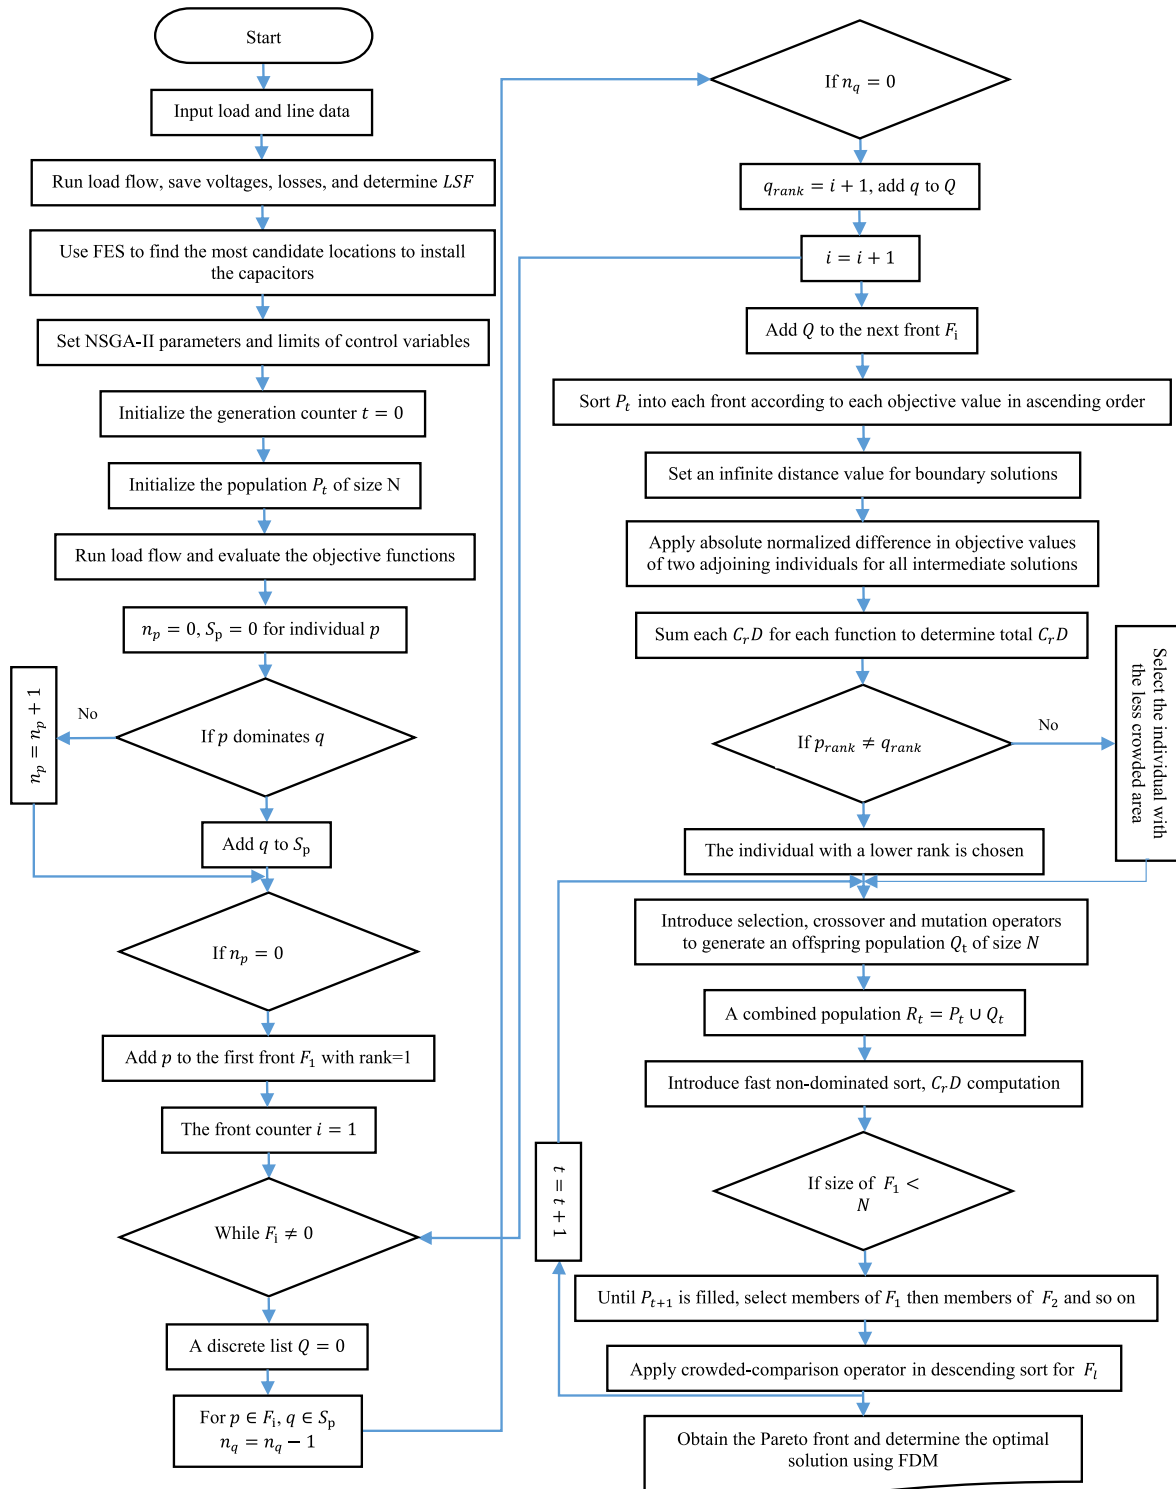 Start
Input load and line data
Run load flow, save voltages, losses, and determine LSF
Use FES to find the most candidate locations to install
the capacitors
Set NSGA-II parameters and limits of control variables
Initialize the generation counter t = 0
Initialize the population P_t of size N
Run load flow and evaluate the objective functions
n_p = 0, S_p = 0 for individual p
If p dominates q
No
n_p = n_p + 1
Add q to S_p
If n_p = 0
Add p to the first front F_1 with rank=1
The front counter i = 1
While F_i ≠ 0
A discrete list Q = 0
For p ∈ F_i, q ∈ S_p
n_q = n_q − 1
If n_q = 0
q_rank = i + 1, add q to Q
i = i + 1
Add Q to the next front F_i
Sort P_t into each front according to each objective value in ascending order
Set an infinite distance value for boundary solutions
Apply absolute normalized difference in objective values
of two adjoining individuals for all intermediate solutions
Sum each C_rD for each function to determine total C_rD
If p_rank ≠ q_rank
No
Select the individual with
the less crowded area
The individual with a lower rank is chosen
Introduce selection, crossover and mutation operators
to generate an offspring population Q_t of size N
A combined population R_t = P_t ∪ Q_t
Introduce fast non-dominated sort, C_rD computation
If size of F_1 <
N
t = t + 1
Until P_{t+1} is filled, select members of F_1 then members of F_2 and so on
Apply crowded-comparison operator in descending sort for F_l
Obtain the Pareto front and determine the optimal
solution using FDM